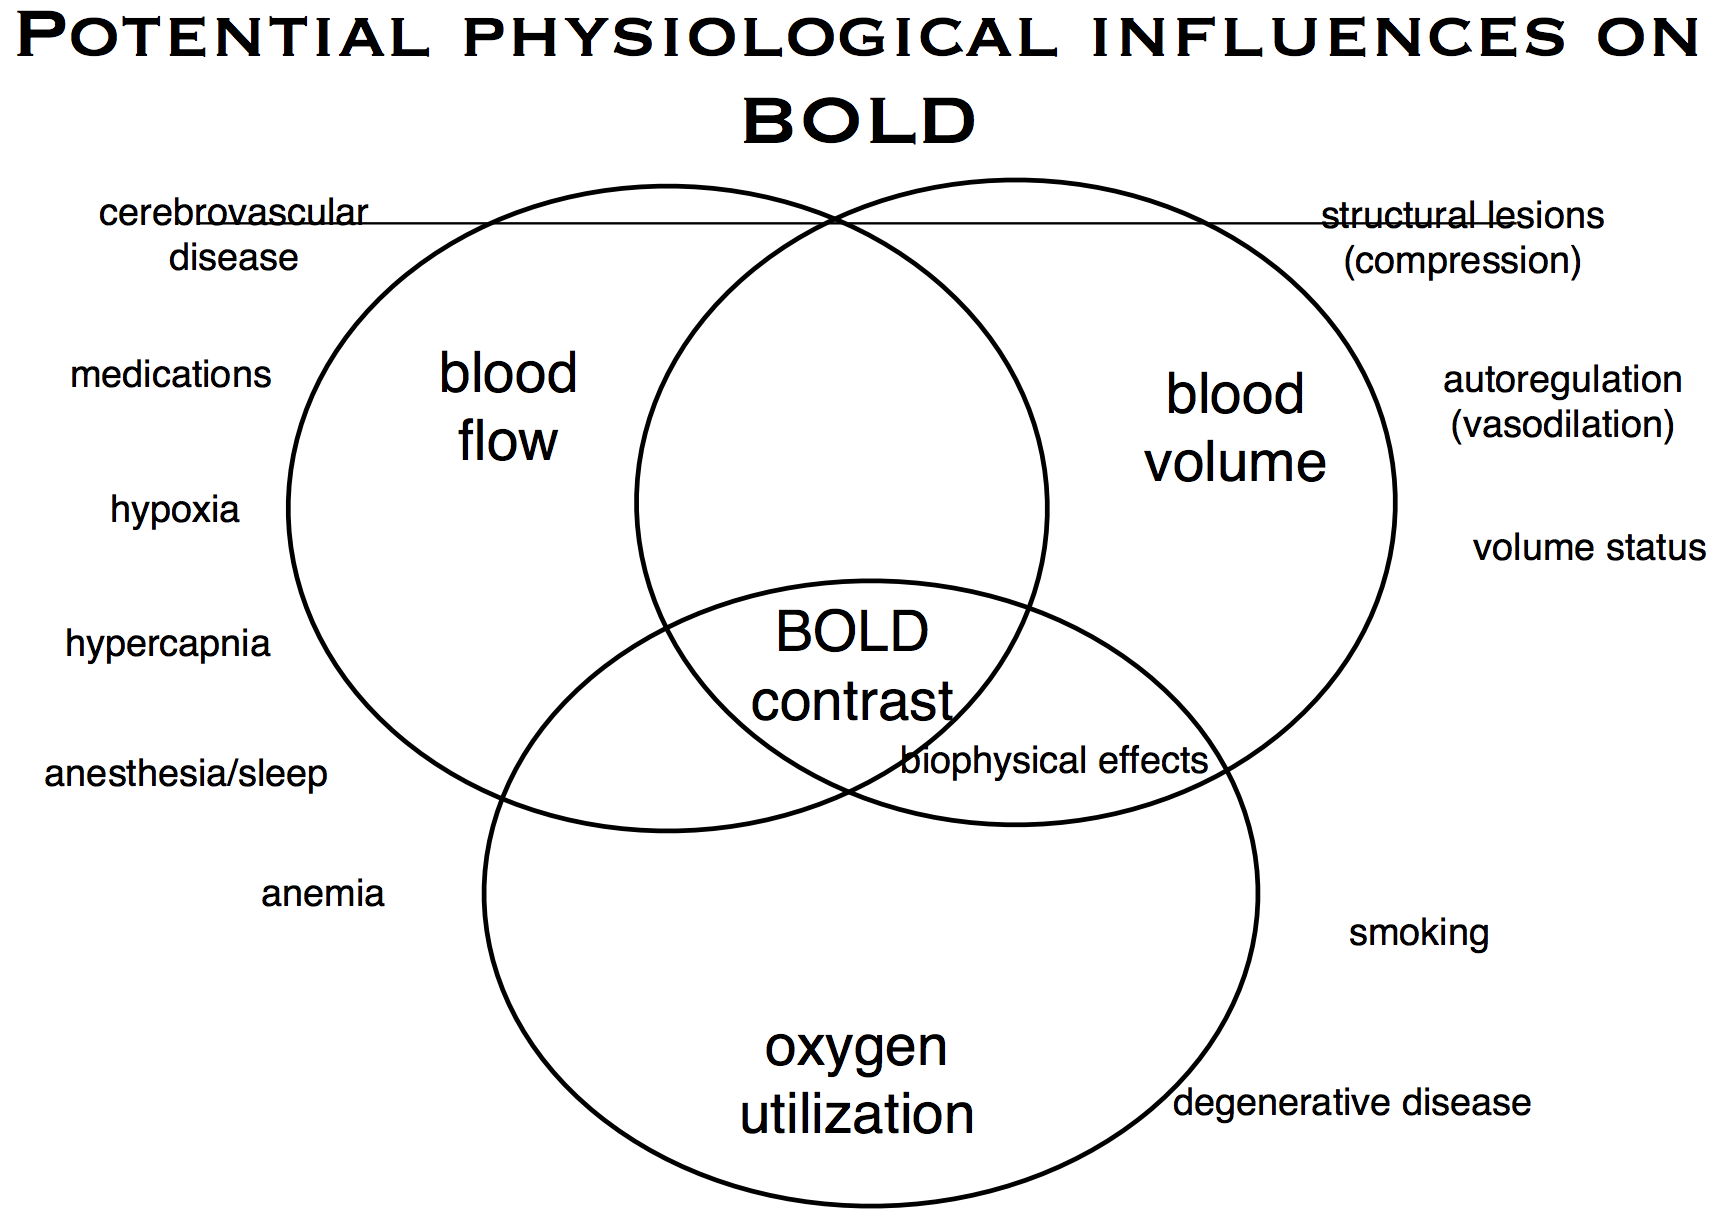 POTENTIAL PHYSIOLOGICAL INFLUENCES ON
BOLD
cerebrovascular
disease
structural lesions
(compression)
medications
blood
flow
blood
volume
autoregulation
(vasodilation)
hypoxia
volume status
hypercapnia
BOLD
contrast
biophysical effects
anesthesia/sleep
anemia
smoking
oxygen
utilization
degenerative disease